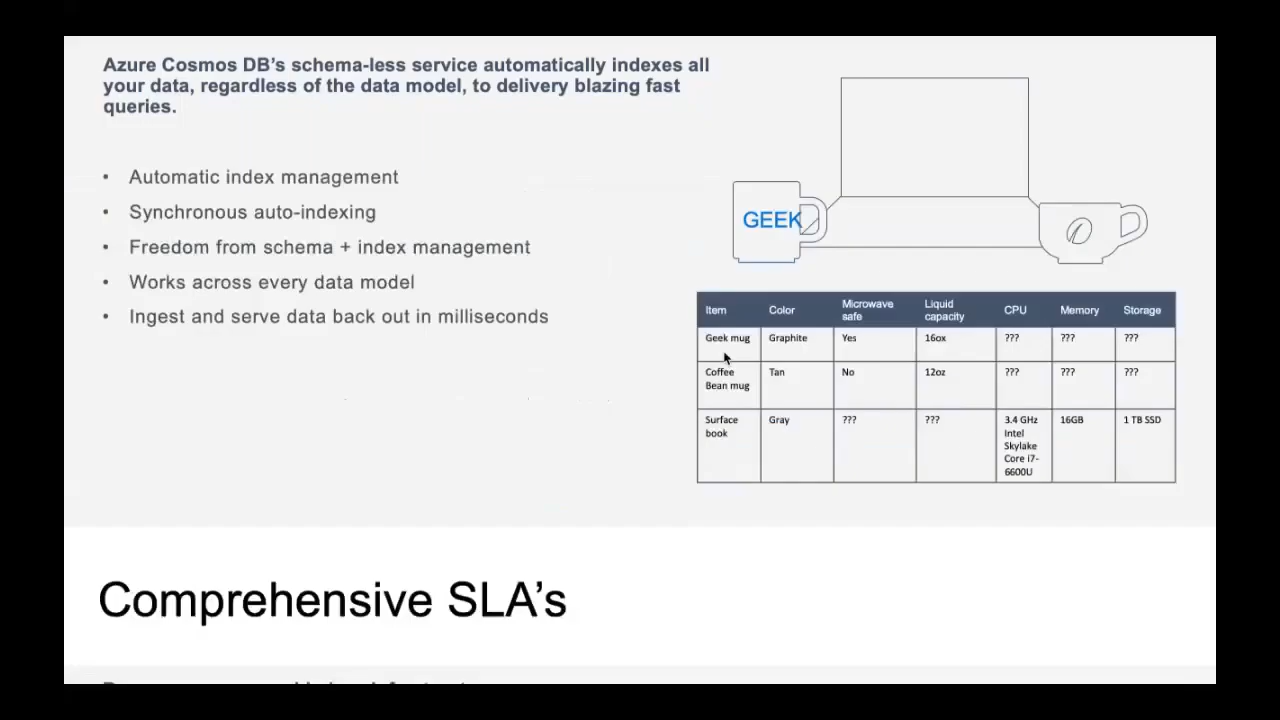 Azure Cosmos DB’s schema-less service automatically indexes all
your data, regardless of the data model, to delivery blazing fast
queries.
• Automatic index management
• Synchronous auto-indexing
• Freedom from schema + index management
• Works across every data model
• Ingest and serve data back out in milliseconds
GEEK
Item Color Microwave safe Liquid capacity CPU Memory Storage
Geek mug Graphite Yes 16ox ??? ??? ???
Coffee Bean mug Tan No 12oz ??? ??? ???
Surface book Gray ??? ??? 3.4 GHz Intel Skylake Core i7-6600U 16GB 1 TB SSD
Comprehensive SLA’s